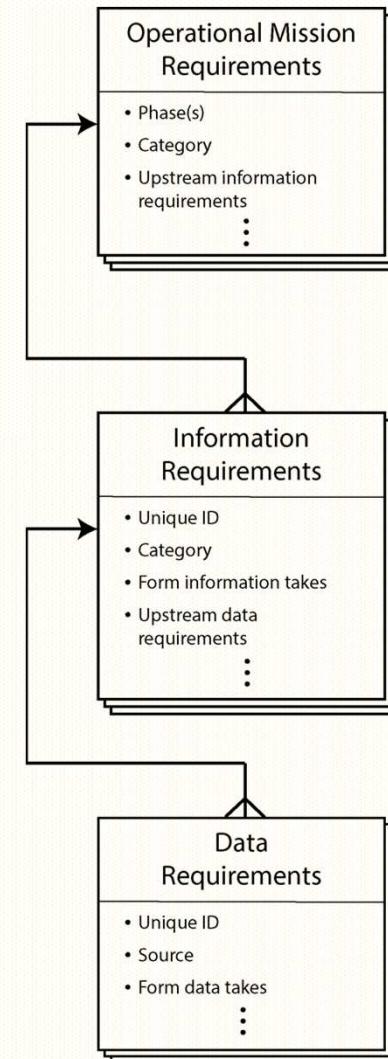 Operational Mission
Requirements
• Phase(s)
• Category
• Upstream information
requirements
Information
Requirements
• Unique ID
• Category
• Form information takes
• Upstream data
requirements
Data
Requirements
• Unique ID
• Source
• Form data takes